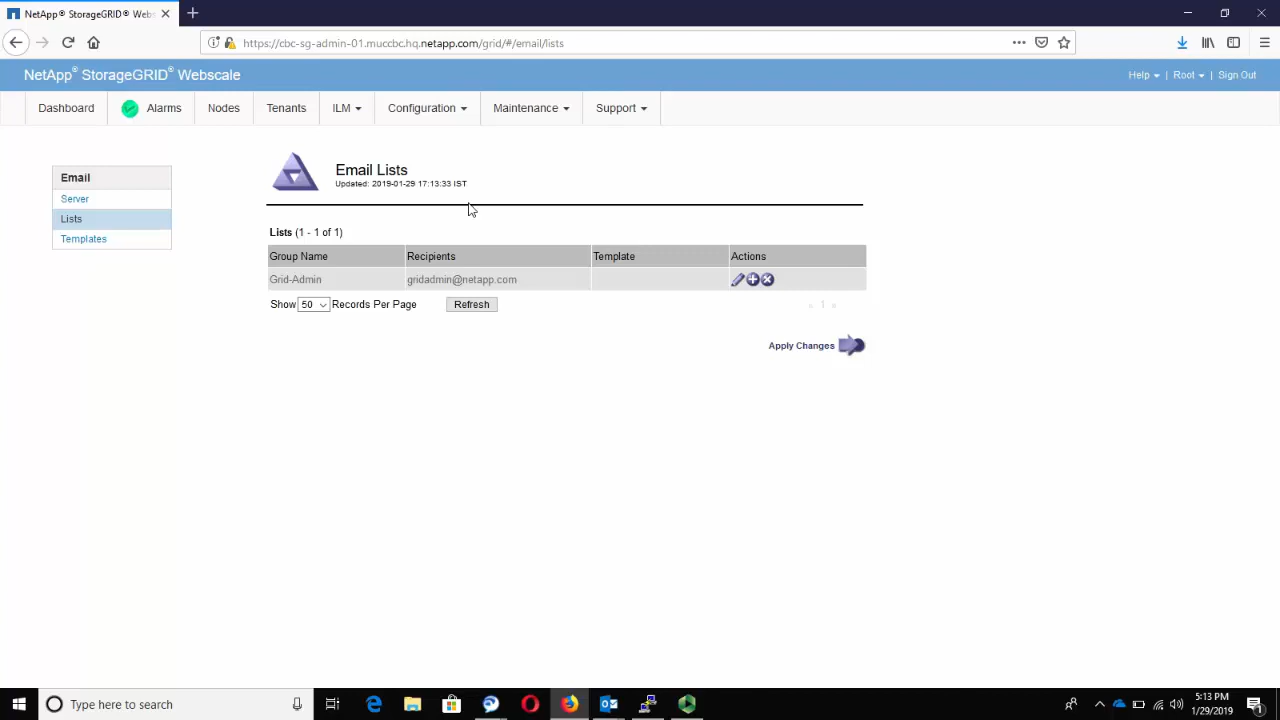 NetApp® StorageGRID® Webs
https://cbc-sg-admin-01.muccbc.hq.netapp.com/grid/#/email/lists
NetApp® StorageGRID® Webscale
Help | Root | Sign Out
Dashboard Alarms Nodes Tenants ILM Configuration Maintenance Support
Email
Server
Lists
Templates
Email Lists
Updated: 2019-01-29 17:13:33 IST
Lists (1 - 1 of 1)
Group Name Recipients Template Actions
Grid-Admin gridadmin@netapp.com
Show 50 Records Per Page Refresh
« 1 »
Apply Changes
Type here to search
5:13 PM
1/29/2019
1